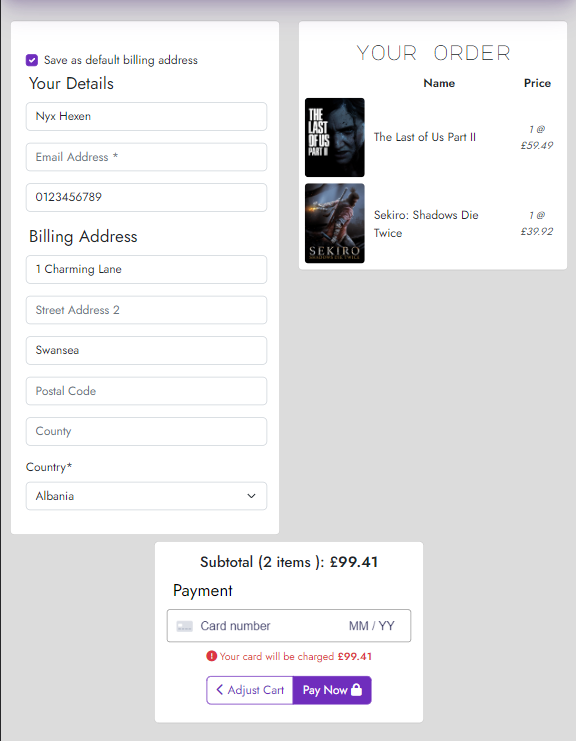 Save as default billing address
Your Details
Nyx Hexen
Email Address *
0123456789
Billing Address
1 Charming Lane
Street Address 2
Swansea
Postal Code
County
Country*
Albania
YOUR ORDER
Name Price
THE
LAST
OF US
PART II
The Last of Us Part II
1 @
£59.49
SEKIRO
SHADOWS DIE TWICE
Sekiro: Shadows Die
Twice
1 @
£39.92
Subtotal (2 items ): £99.41
Payment
Card number MM / YY
Your card will be charged £99.41
Adjust Cart Pay Now